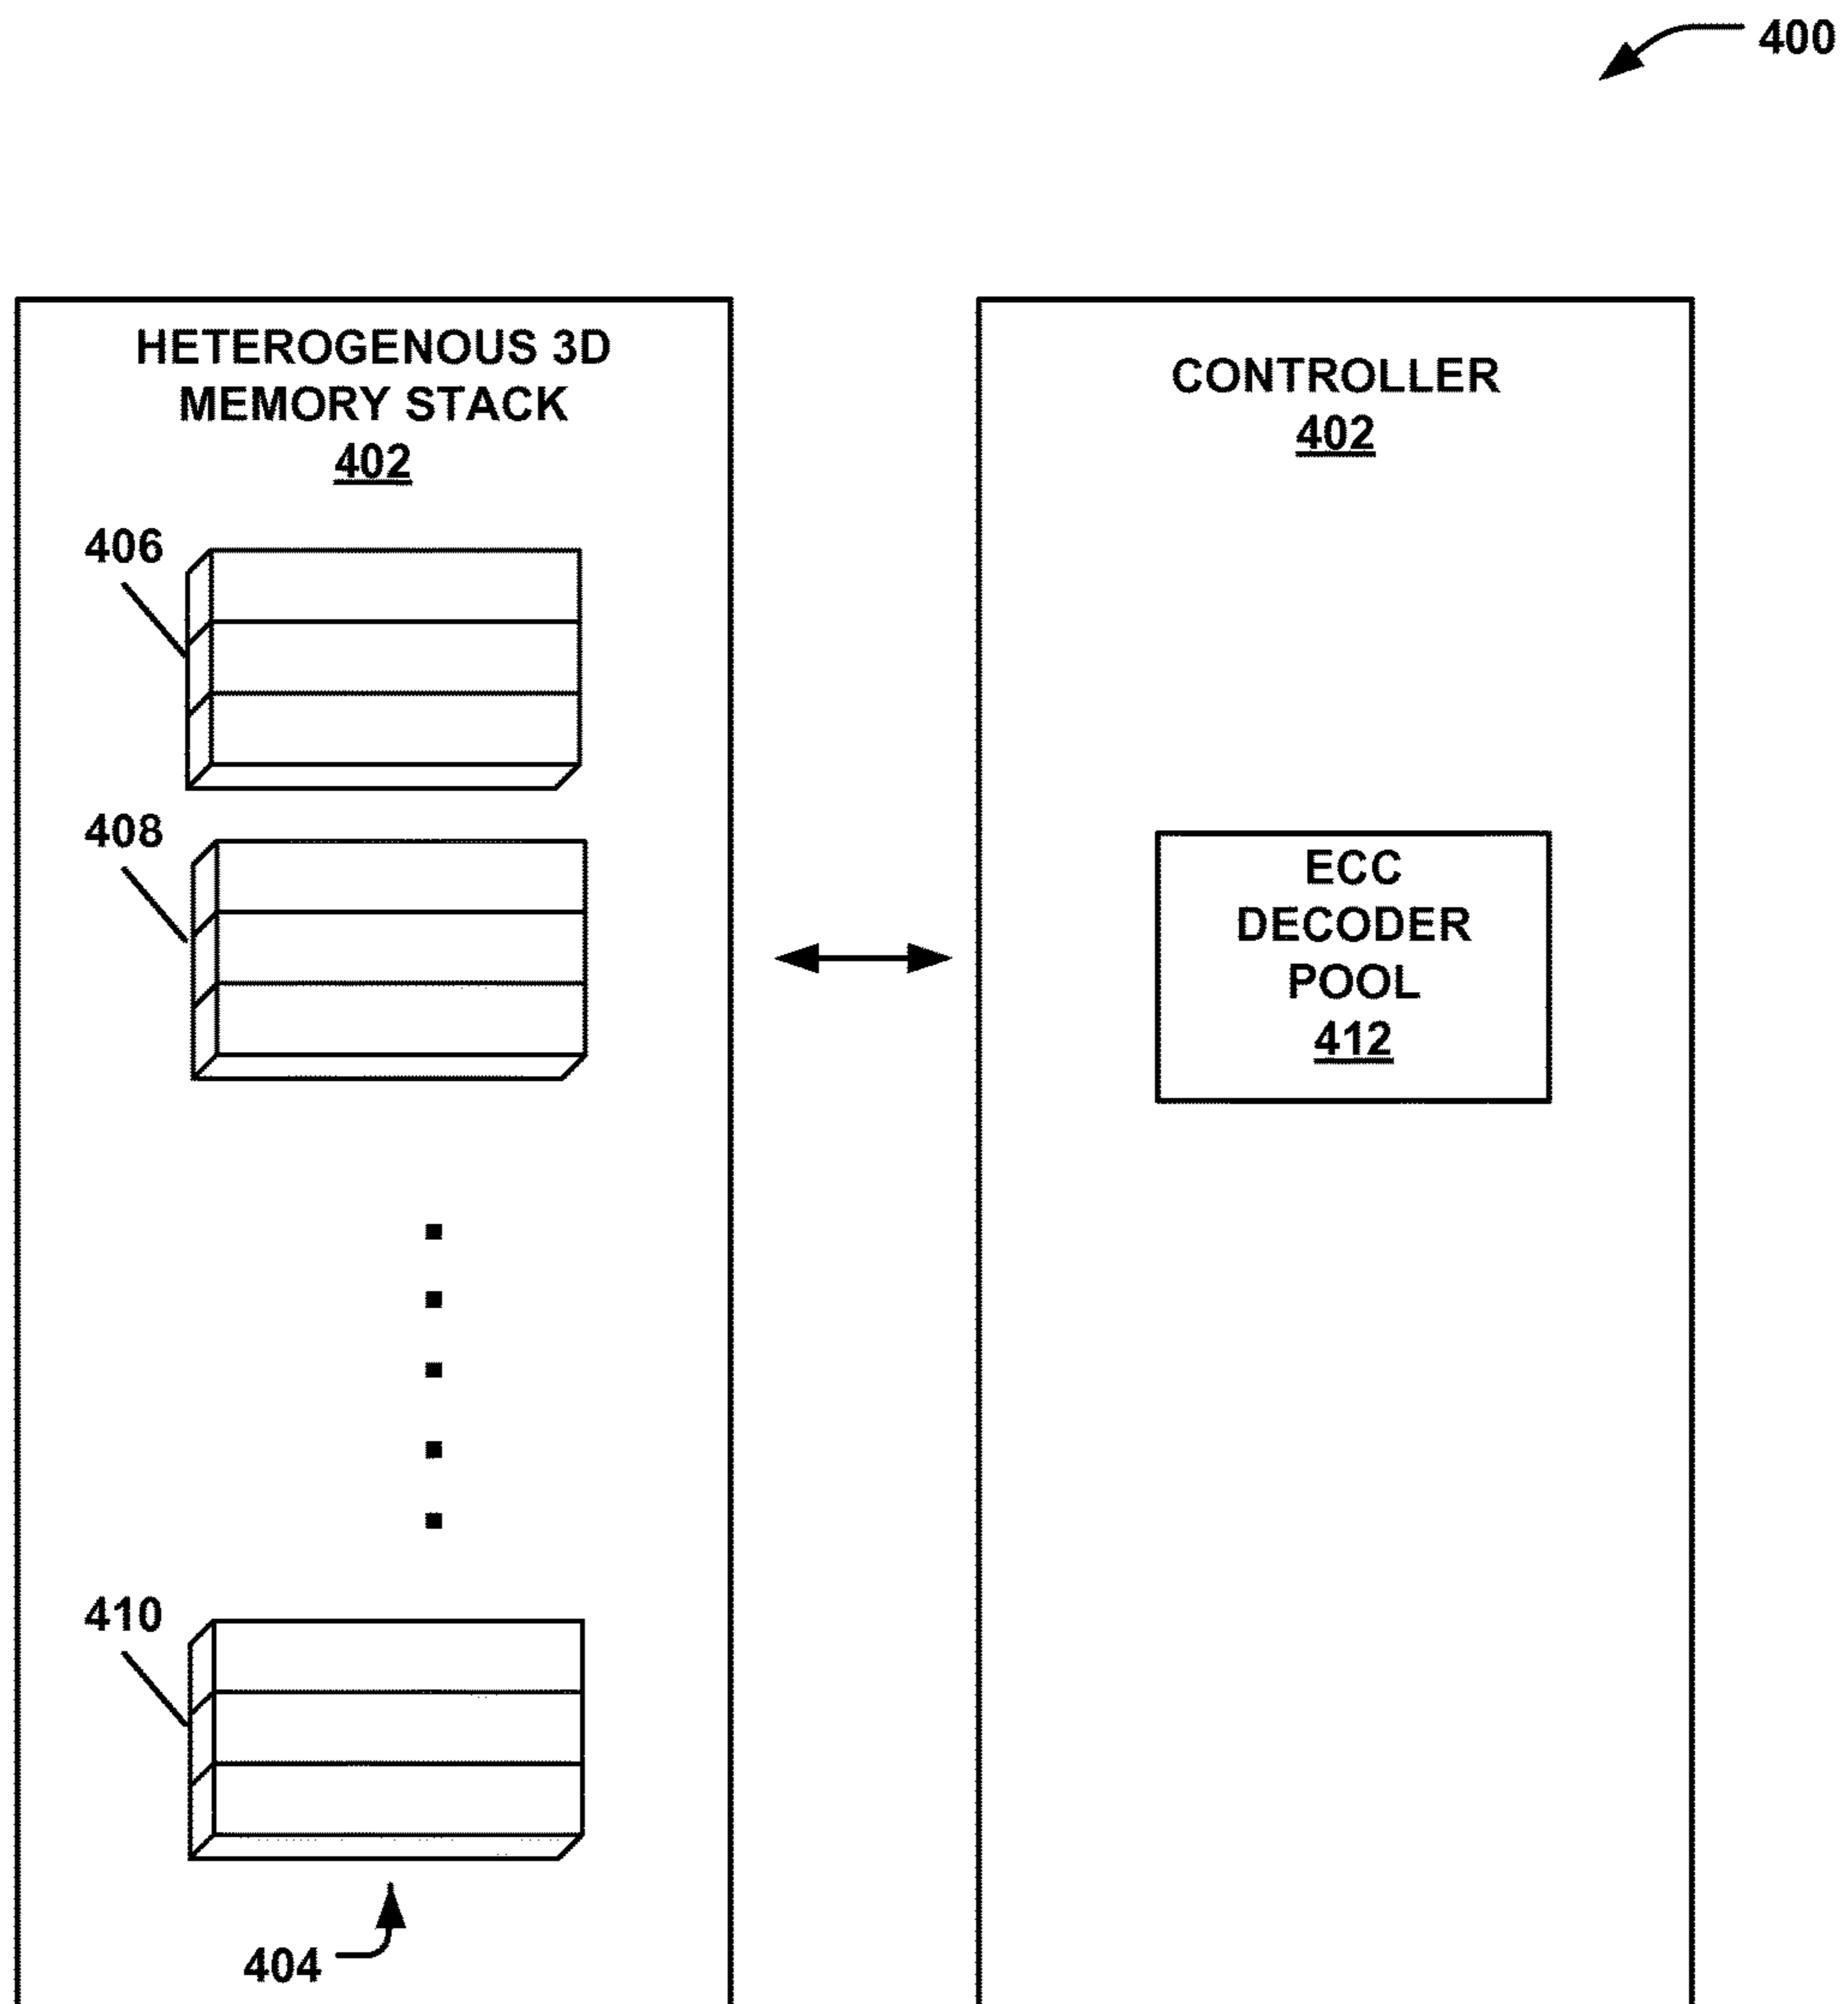 400
HETEROGENOUS 3D
MEMORY STACK
402
406
408
410
404
CONTROLLER
402
ECC
DECODER
POOL
412